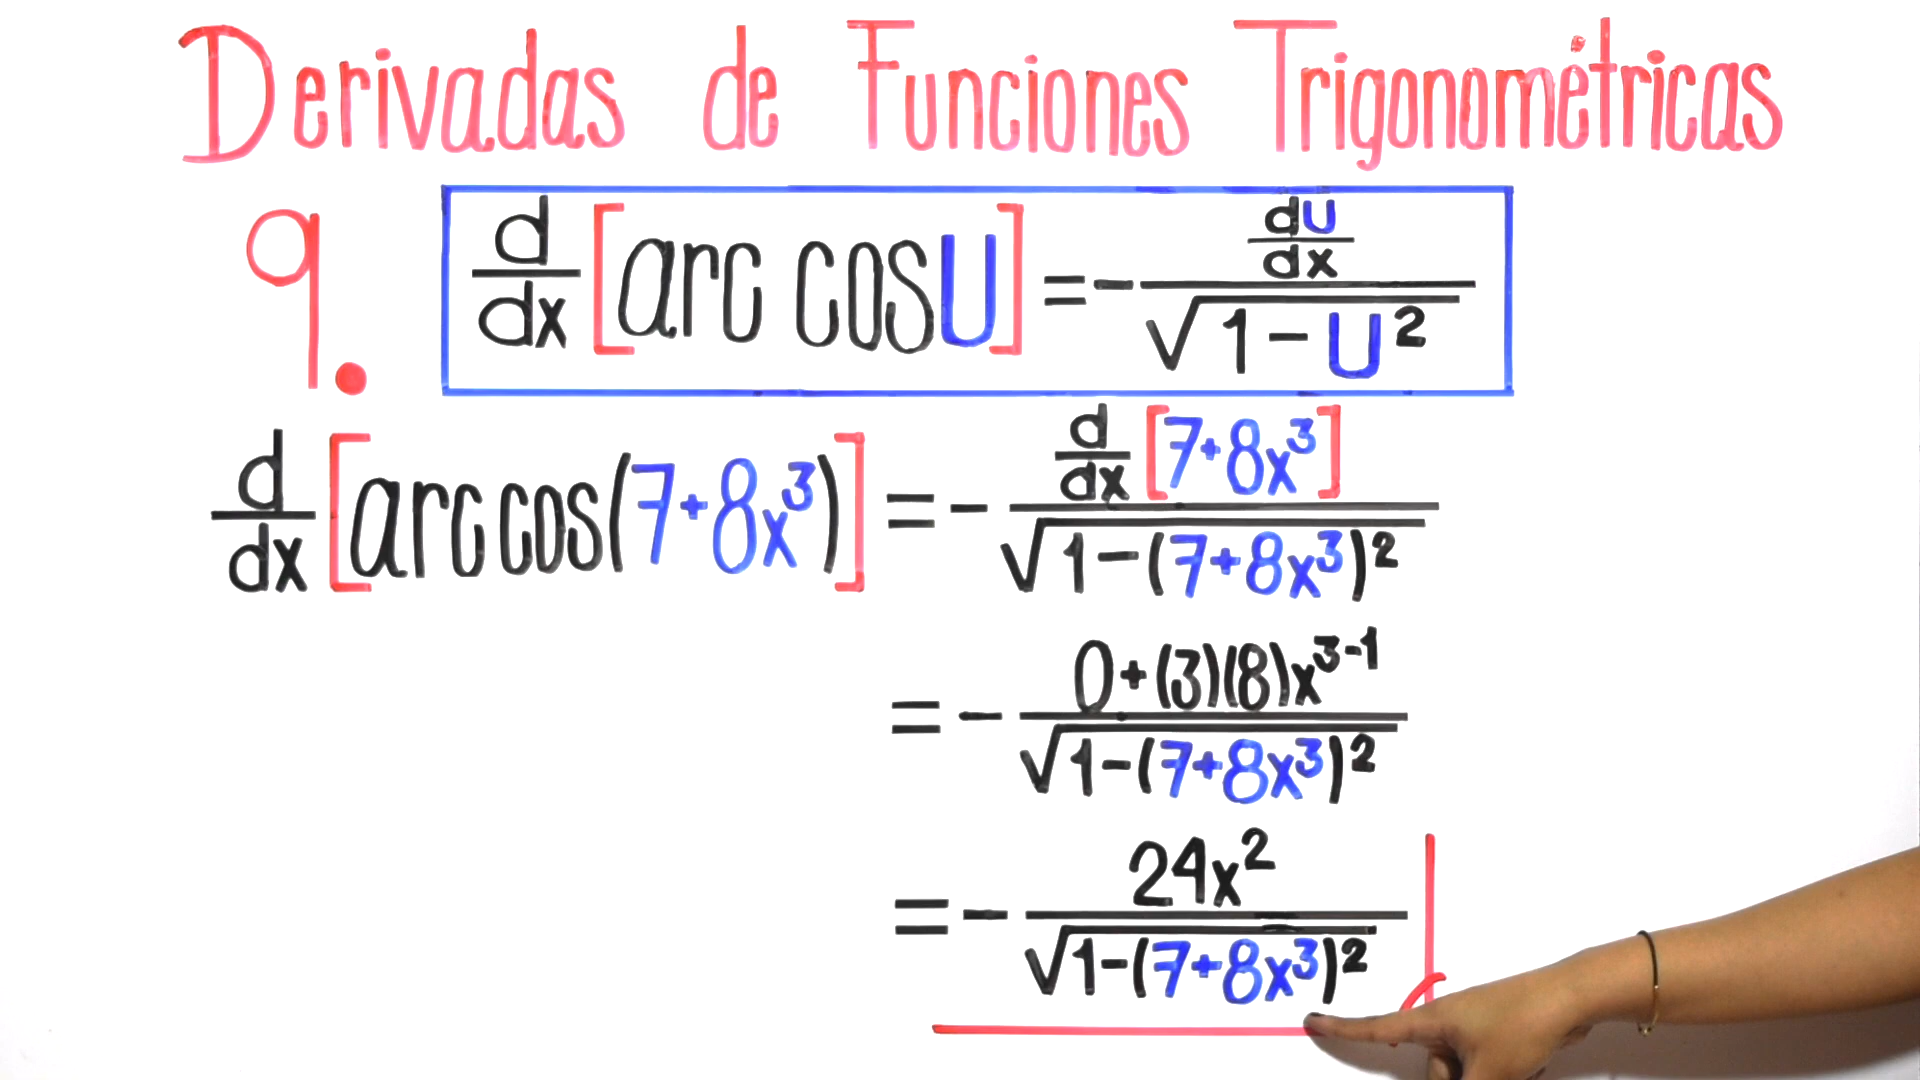 Derivadas de Funciones Trigonométricas
9. d/dx [arc cos U] = - (du/dx) / √(1 - U²)
d/dx [arc cos (7+8x³)] = - (d/dx [7+8x³]) / √(1-(7+8x³)²)
= - (0+(3)(8)x³⁻¹) / √(1-(7+8x³)²)
= - 24x² / √(1-(7+8x³)²)